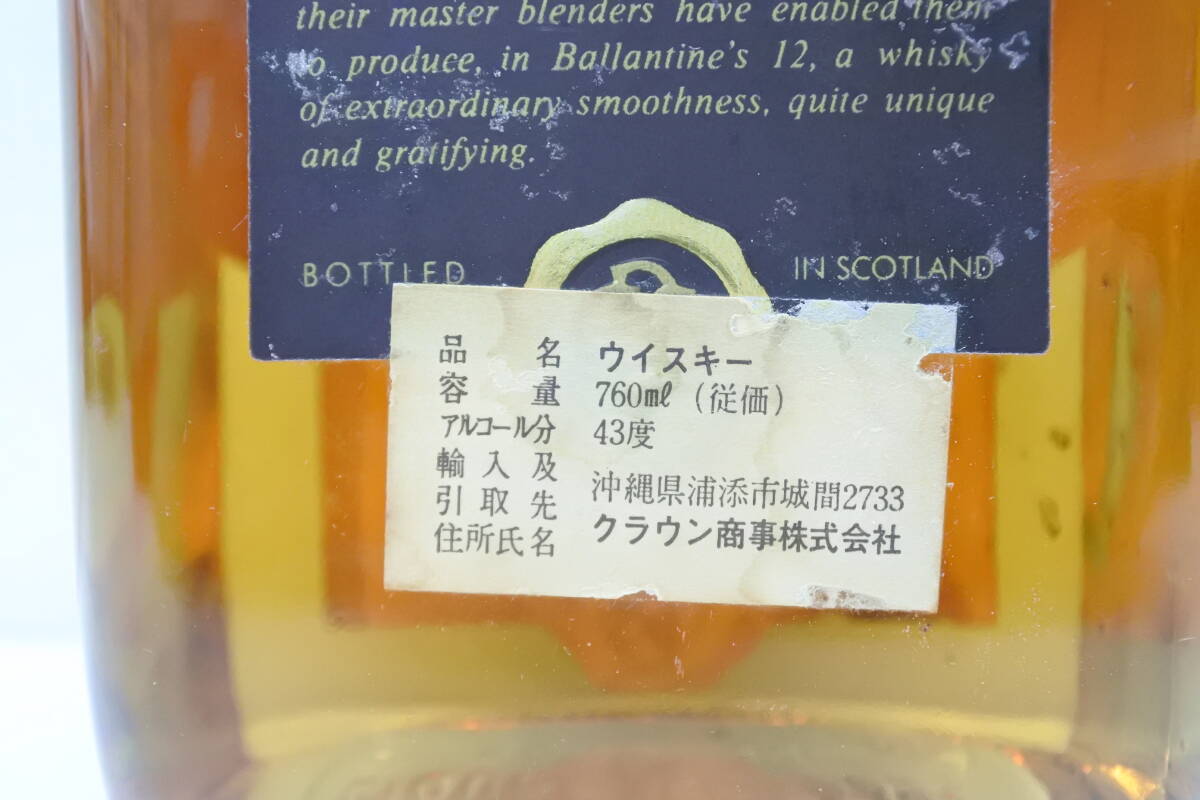 their master blenders have enabled them
to produce, in Ballantine's 12, a whisky
of extraordinary smoothness, quite unique
and gratifying.
BOTTLED IN SCOTLAND
品名 ウイスキー
容量 760ml (従価)
アルコール分 43度
輸入及
引取先 沖縄県浦添市城間2733
住所氏名 クラウン商事株式会社